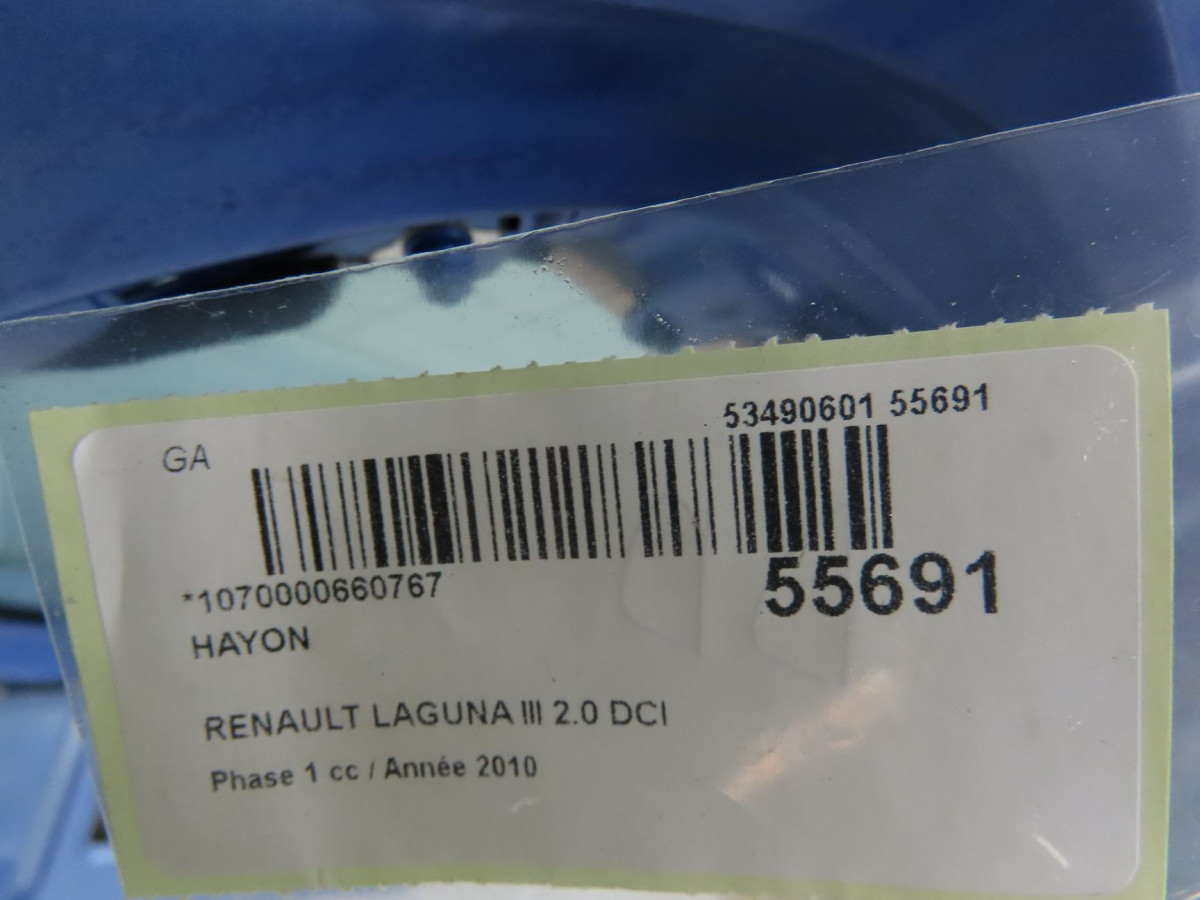 53490601 55691
GA
55691
*1070000660767
HAYON
RENAULT LAGUNA III 2.0 DCI
Phase 1 cc / Année 2010